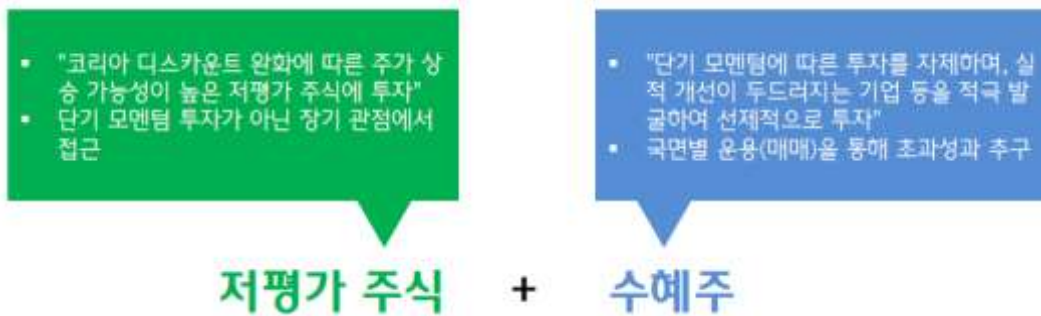 ▪ "코리아 디스카운트 완화에 따른 주가 상
승 가능성이 높은 저평가 주식에 투자"
▪ 단기 모멘텀 투자가 아닌 장기 관점에서
접근
▪ "단기 모멘텀에 따른 투자를 자제하며, 실
적 개선이 두드러지는 기업 등을 적극 발
굴하여 선제적으로 투자"
▪ 국면별 운용(매매)을 통해 초과성과 추구
저평가 주식 + 수혜주